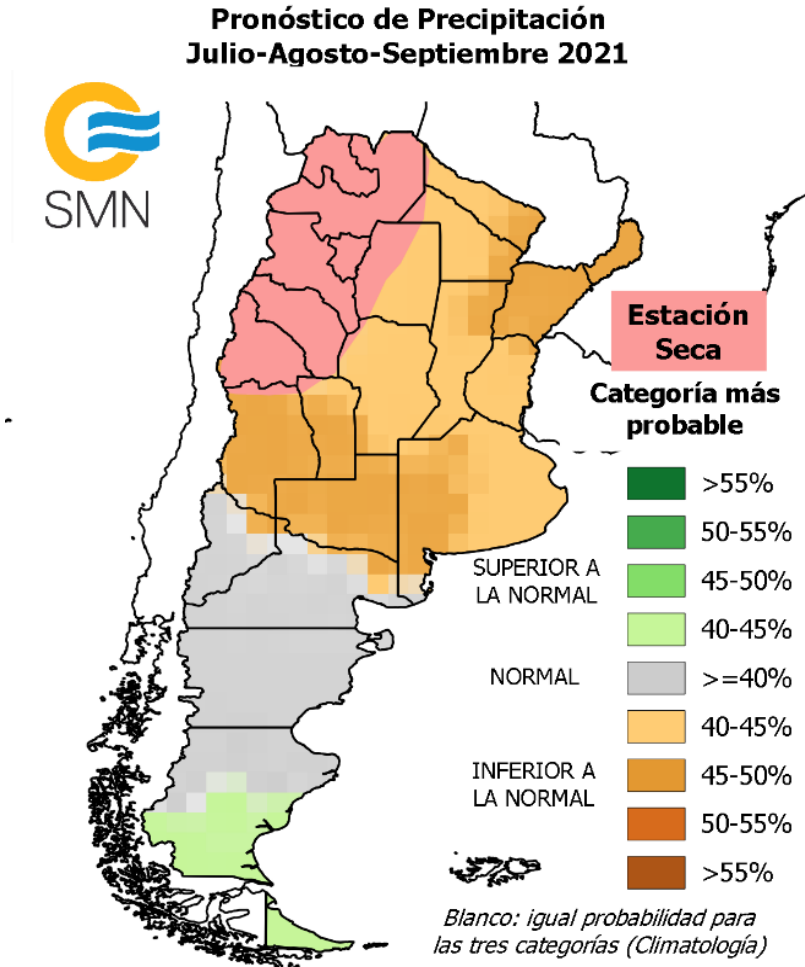 Pronóstico de Precipitación
Julio-Agosto-Septiembre 2021
SMN
Estación
Seca
Categoría más
probable
>55%
50-55%
45-50%
SUPERIOR A
LA NORMAL
40-45%
NORMAL
>=40%
40-45%
INFERIOR A
LA NORMAL
45-50%
50-55%
>55%
Blanco: igual probabilidad para
las tres categorías (Climatología)